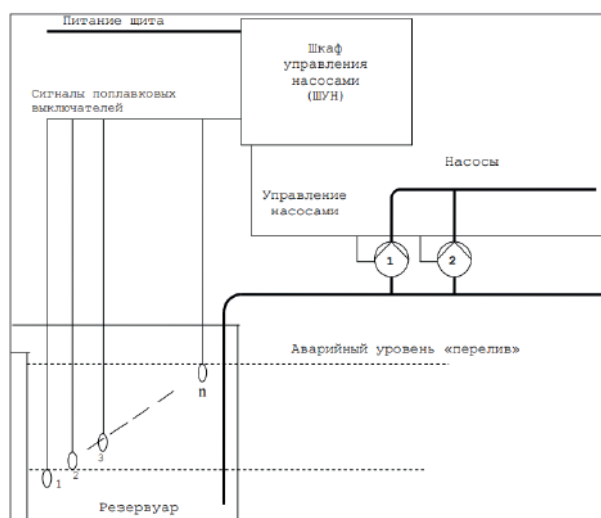 Питание щита
Шкаф
управления
насосами
(ШУН)
Сигналы поплавковых
выключателей
Насосы
Управление
насосами
1
2
Аварийный уровень «перелив»
n
3
2
1
Резервуар